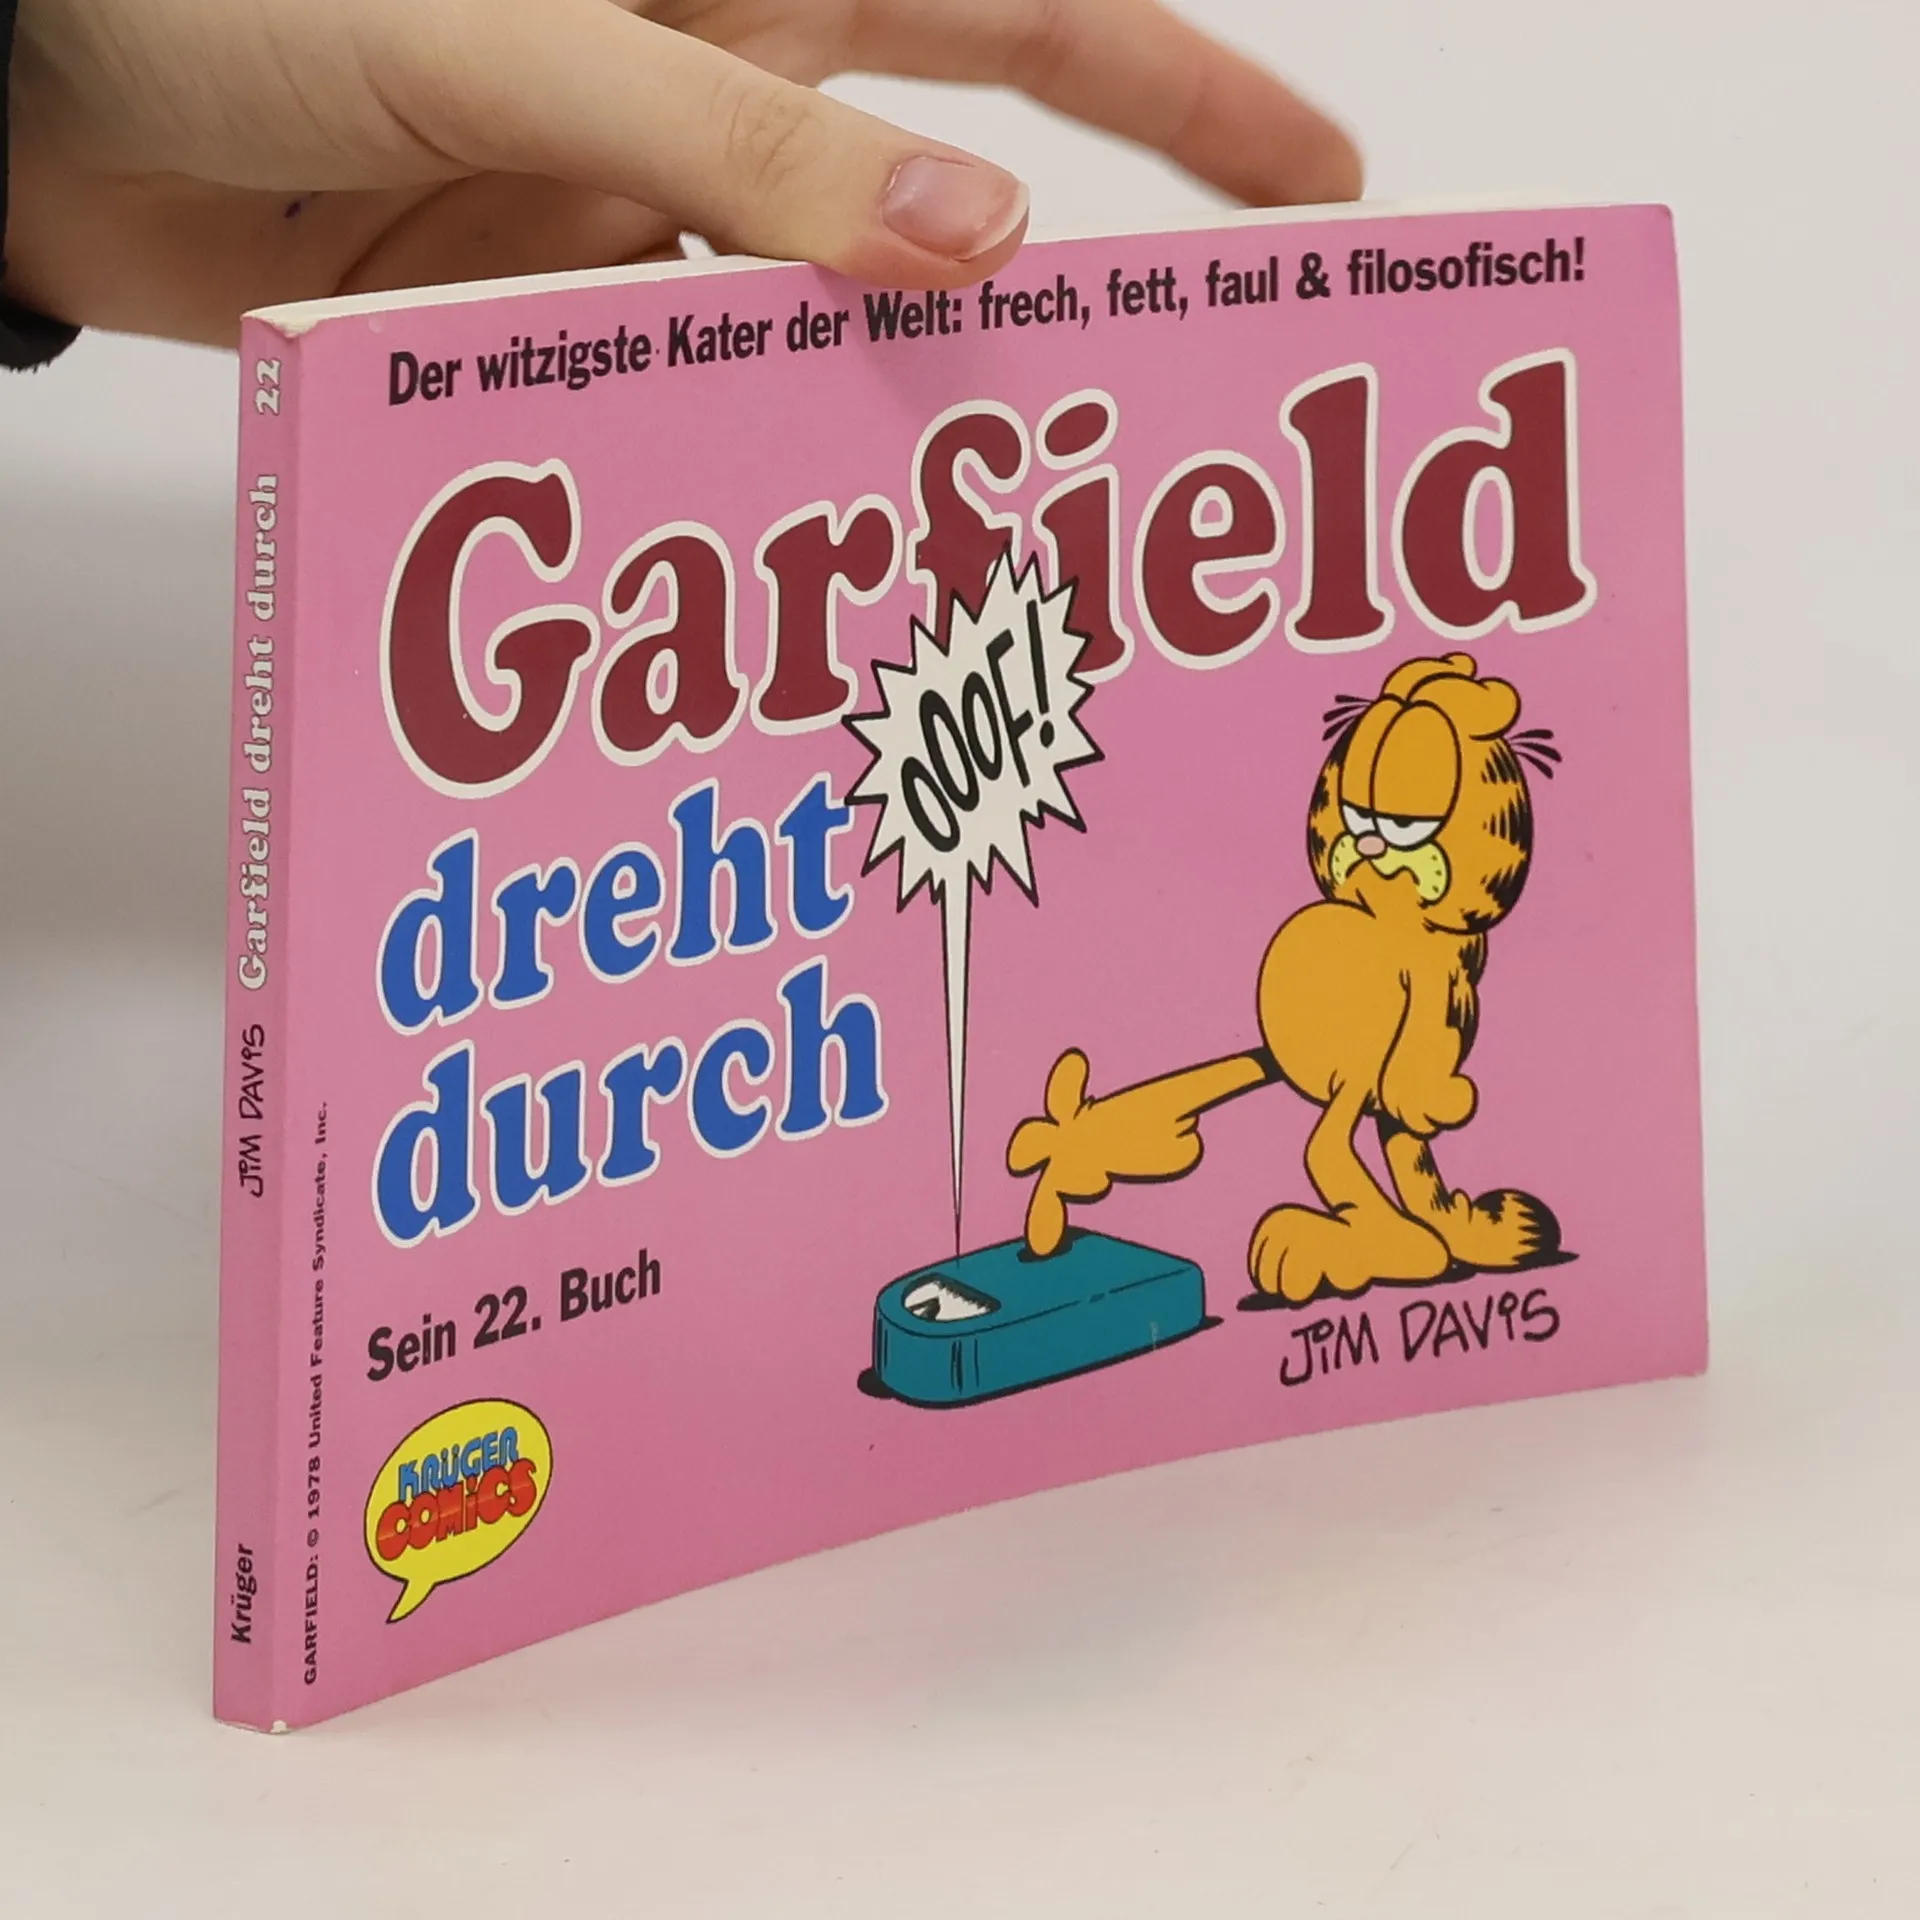 Der witzigste Kater der Welt: frech, fett, faul & filosofisch!
Garfield
OOOF!
dreht
durch
Sein 22. Buch
JIM DAVIS
KRÜGER
COMICS
GARFIELD: © 1978 United Feature Syndicate, Inc.
Krüger JIM DAVIS Garfield dreht durch 22